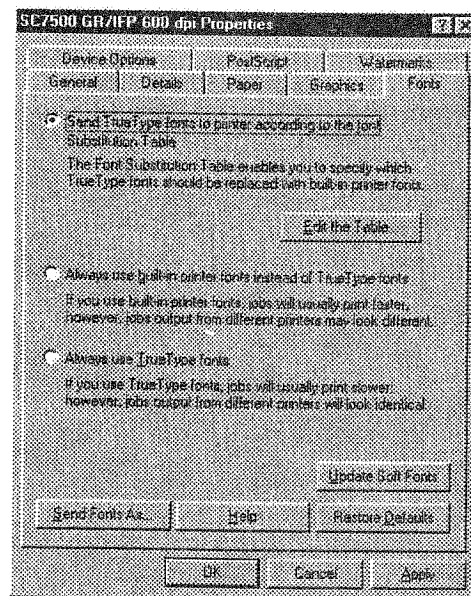 SC7500 GR/IFP 600 dpi Properties
Device Options PostScript Watermarks
General Details Paper Graphics Fonts
Send TrueType fonts to printer according to the font
Substitution Table
The Font Substitution Table enables you to specify which
TrueType fonts should be replaced with built-in printer fonts.
Edit the Table
Always use built-in printer fonts instead of TrueType fonts
If you use built-in printer fonts, jobs will usually print faster;
however, jobs output from different printers may look different.
Always use TrueType fonts
If you use TrueType fonts, jobs will usually print slower;
however, jobs output from different printers will look identical.
Update Soft Fonts
Send Fonts As... Help Restore Defaults
OK Cancel Apply